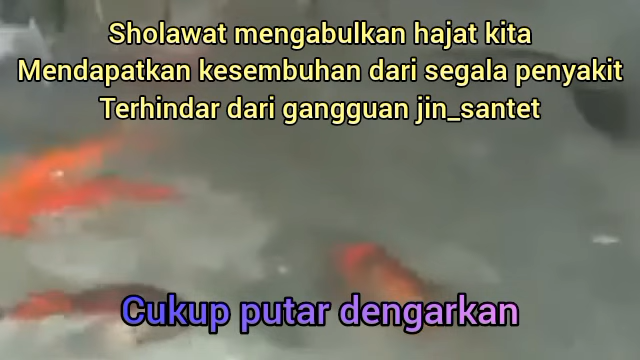 Sholawat mengabulkan hajat kita
Mendapatkan kesembuhan dari segala penyakit
Terhindar dari gangguan jin_santet
Cukup putar dengarkan